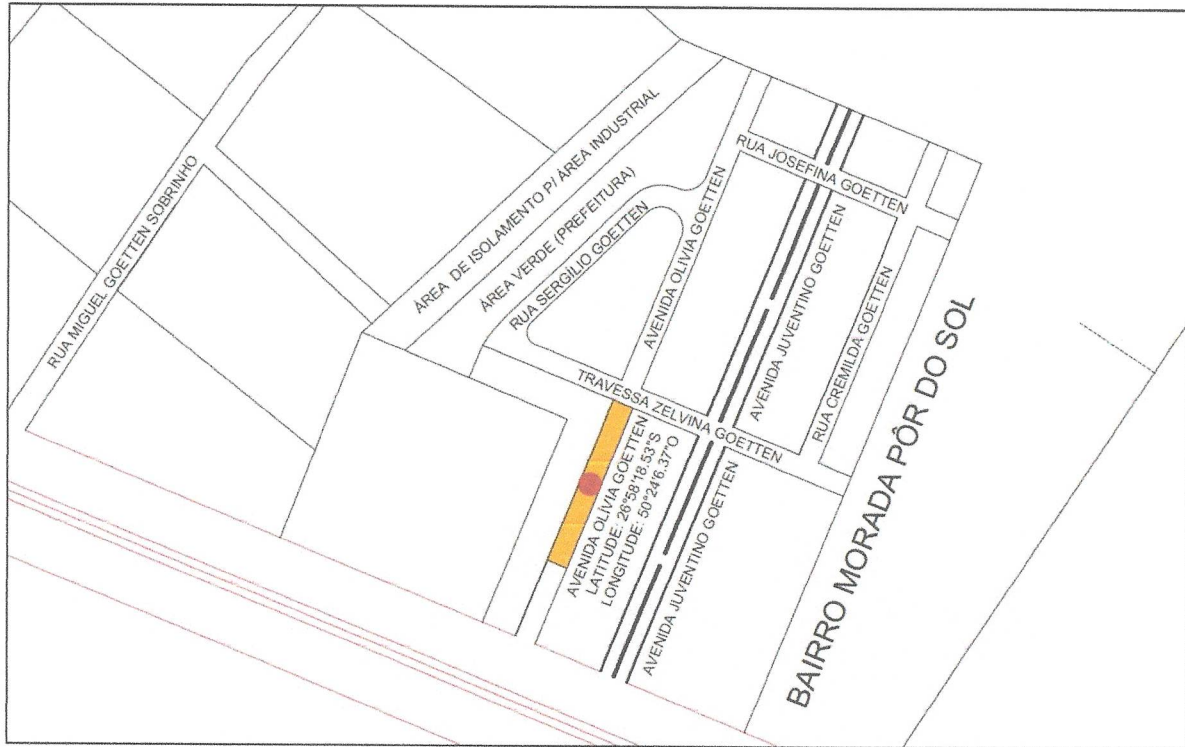 RUA MIGUEL GOETTEN SOBRINHO
ÁREA DE ISOLAMENTO P/ ÁREA INDUSTRIAL
ÁREA VERDE (PREFEITURA)
RUA SERGÍLIO GOETTEN
AVENIDA OLIVIA GOETTEN
RUA JOSEFINA GOETTEN
AVENIDA JUVENTINO GOETTEN
RUA CREMILDA GOETTEN
TRAVESSA ZELVINA GOETTEN
AVENIDA OLIVIA GOETTEN
LATITUDE: 26°58'18.53"S
LONGITUDE: 50°24'6.37"O
AVENIDA JUVENTINO GOETTEN
BAIRRO MORADA PÔR DO SOL